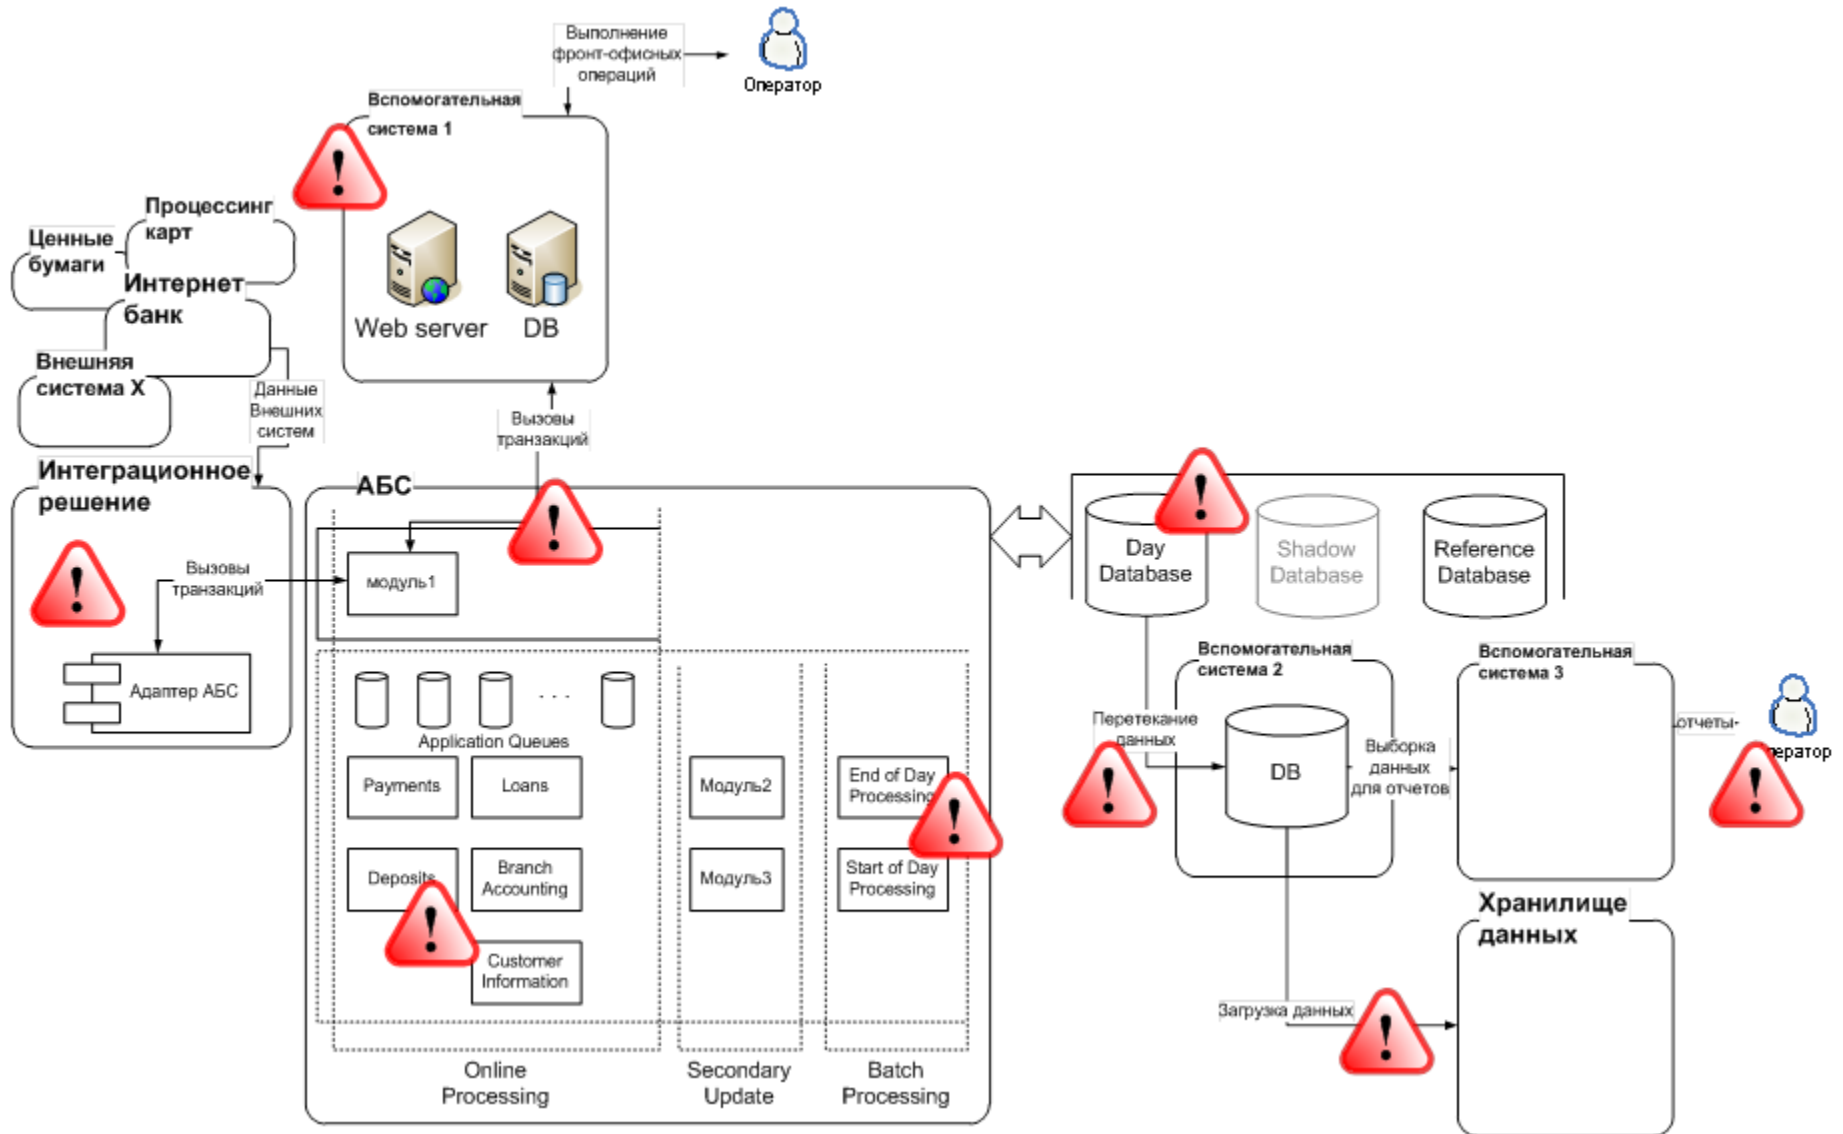 Выполнение
фронт-офисных
операций
Оператор
Вспомогательная
система 1
Процессинг
карт
Ценные
бумаги
Интернет
банк
Web server
DB
Внешняя
система X
Данные
Внешних
систем
Вызовы
транзакций
Интеграционное
решение
АБС
Вызовы
транзакций
модуль1
Адаптер АБС
Day
Database
Shadow
Database
Reference
Database
Вспомогательная
система 2
Вспомогательная
система 3
Перетекание
данных
DB
Выборка
данных
для отчетов
отчеты-
ератор
. . .
Application Queues
Payments
Loans
Модуль2
End of Day
Processing
Deposits
Branch
Accounting
Модуль3
Start of Day
Processing
Customer
Information
Хранилище
данных
Загрузка данных
Online
Processing
Secondary
Update
Batch
Processing